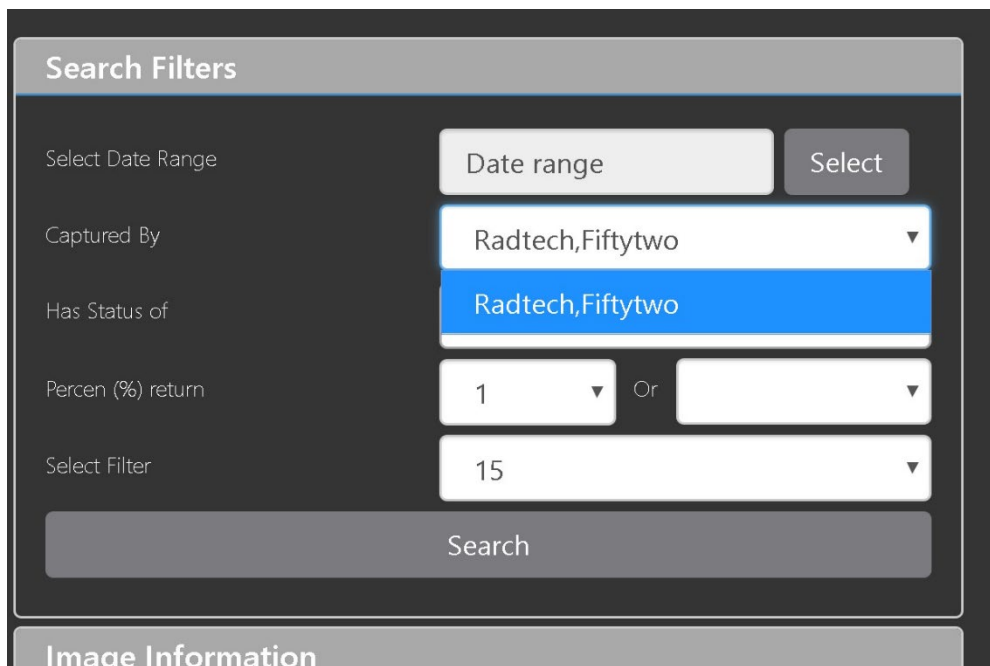 Search Filters
Select Date Range
Date range
Select
Captured By
Radtech,Fiftytwo
Radtech,Fiftytwo
Has Status of
Percen (%) return
1
Or
Select Filter
15
Search
Image Information